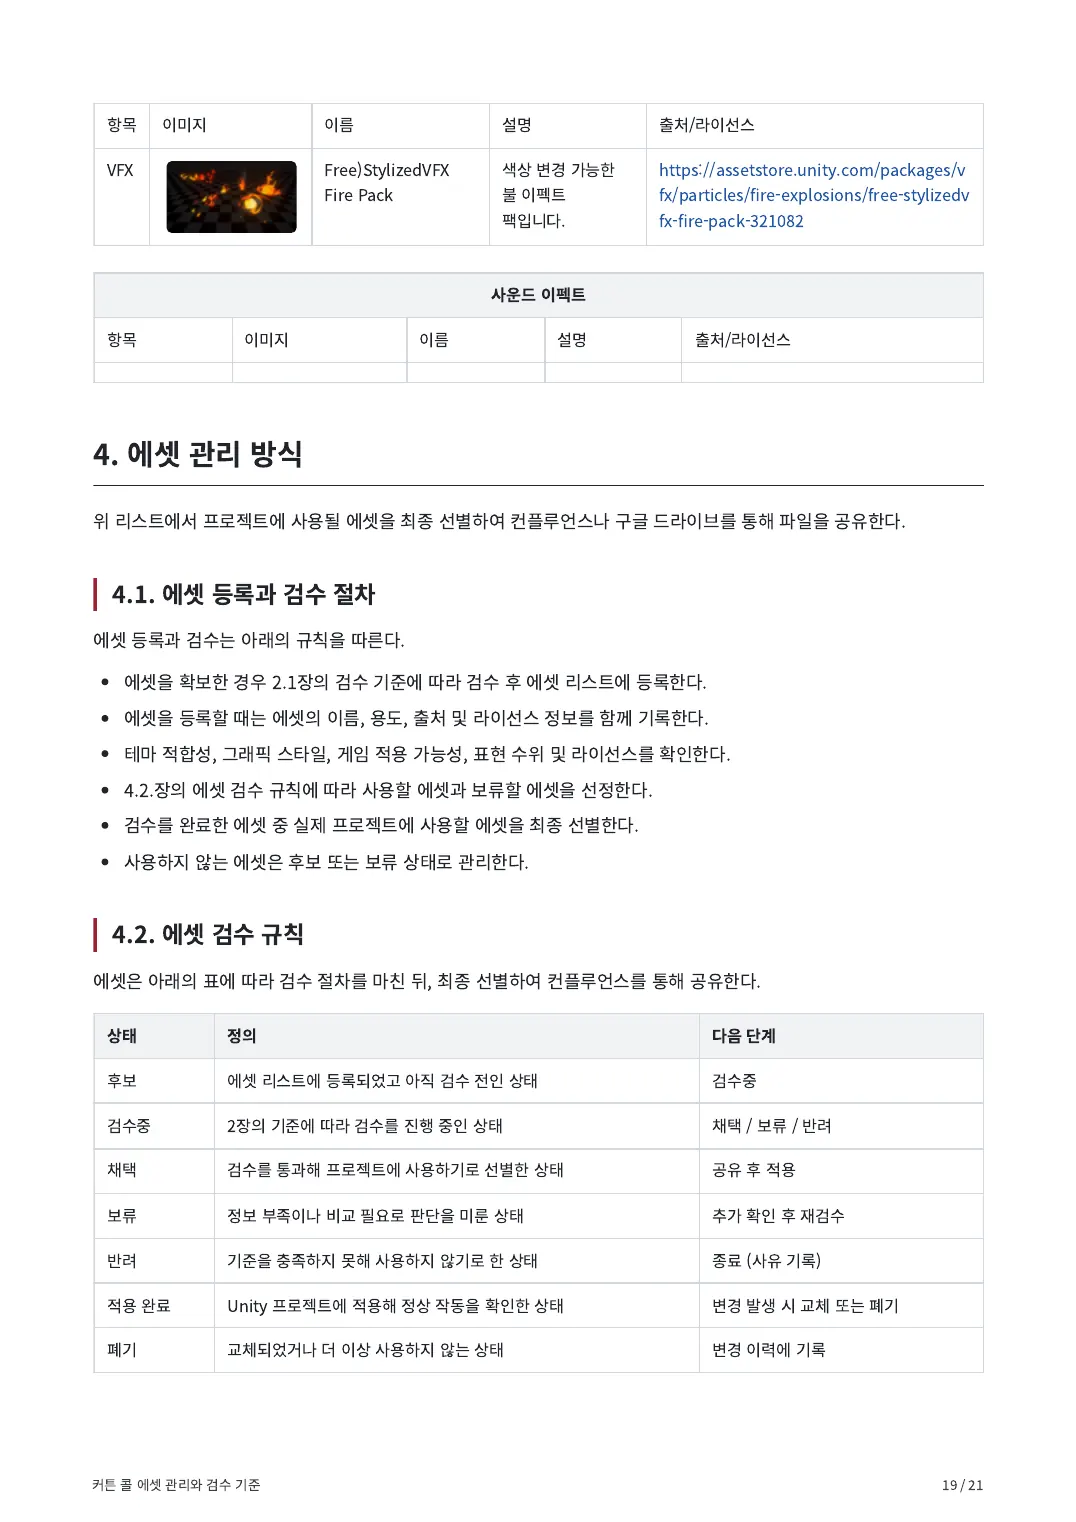 항목 이미지 이름 설명 출처/라이선스
VFX Free)StylizedVFX 색상 변경 가능한 https://assetstore.unity.com/packages/v
Fire Pack 불 이펙트 fx/particles/fire-explosions/free-stylizedv
팩입니다. fx-fire-pack-321082
사운드 이펙트
항목 이미지 이름 설명 출처/라이선스
4. 에셋 관리 방식
위 리스트에서 프로젝트에 사용될 에셋을 최종 선별하여 컨플루언스나 구글 드라이브를 통해 파일을 공유한다.
4.1. 에셋 등록과 검수 절차
에셋 등록과 검수는 아래의 규칙을 따른다.
• 에셋을 확보한 경우 2.1장의 검수 기준에 따라 검수 후 에셋 리스트에 등록한다.
• 에셋을 등록할 때는 에셋의 이름, 용도, 출처 및 라이선스 정보를 함께 기록한다.
• 테마 적합성, 그래픽 스타일, 게임 적용 가능성, 표현 수위 및 라이선스를 확인한다.
• 4.2.장의 에셋 검수 규칙에 따라 사용할 에셋과 보류할 에셋을 선정한다.
• 검수를 완료한 에셋 중 실제 프로젝트에 사용할 에셋을 최종 선별한다.
• 사용하지 않는 에셋은 후보 또는 보류 상태로 관리한다.
4.2. 에셋 검수 규칙
에셋은 아래의 표에 따라 검수 절차를 마친 뒤, 최종 선별하여 컨플루언스를 통해 공유한다.
상태 정의 다음 단계
후보 에셋 리스트에 등록되었고 아직 검수 전인 상태 검수중
검수중 2장의 기준에 따라 검수를 진행 중인 상태 채택 / 보류 / 반려
채택 검수를 통과해 프로젝트에 사용하기로 선별한 상태 공유 후 적용
보류 정보 부족이나 비교 필요로 판단을 미룬 상태 추가 확인 후 재검수
반려 기준을 충족하지 못해 사용하지 않기로 한 상태 종료 (사유 기록)
적용 완료 Unity 프로젝트에 적용해 정상 작동을 확인한 상태 변경 발생 시 교체 또는 폐기
폐기 교체되었거나 더 이상 사용하지 않는 상태 변경 이력에 기록
커튼 콜 에셋 관리와 검수 기준 19 / 21